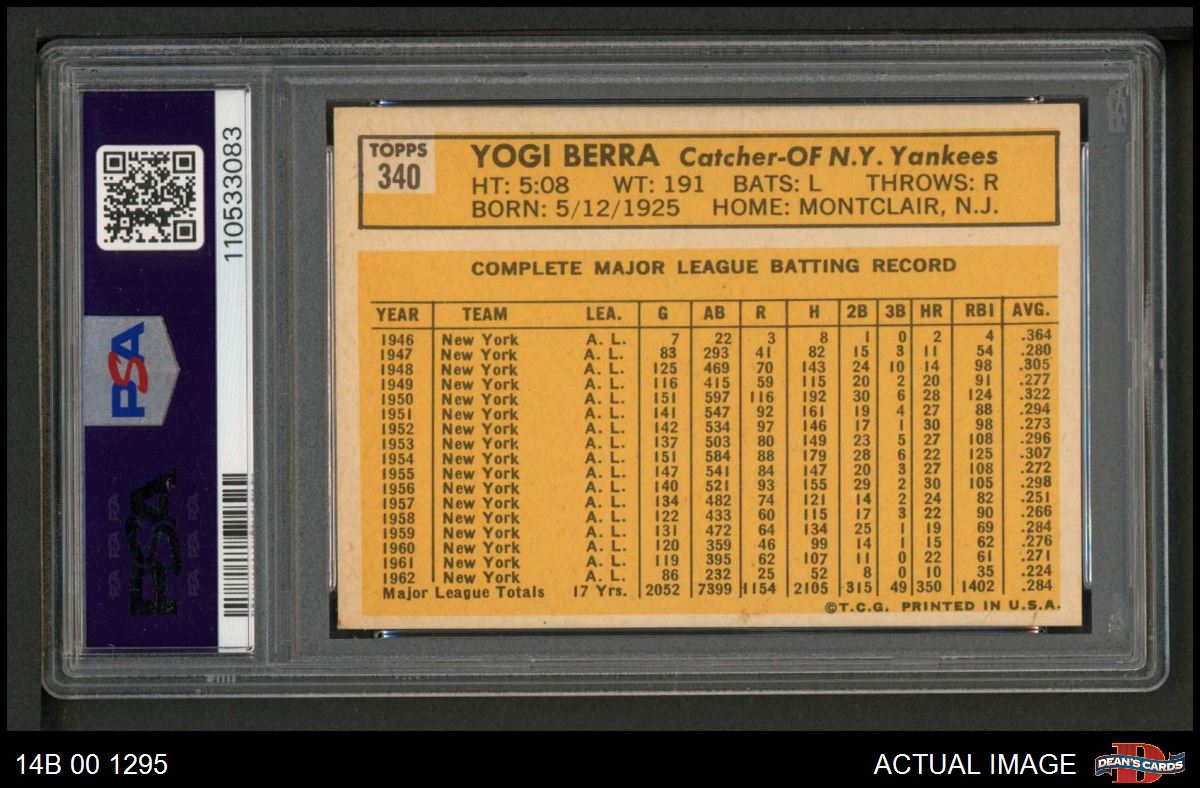 110533083
PSA
PSA
TOPPS
340
YOGI BERRA Catcher-OF N.Y. Yankees
HT: 5:08 WT: 191 BATS: L THROWS: R
BORN: 5/12/1925 HOME: MONTCLAIR, N.J.
COMPLETE MAJOR LEAGUE BATTING RECORD
YEAR TEAM LEA. G AB R H 2B 3B HR RBI AVG.
1946 New York A. L. 7 22 3 8 1 0 2 4 .364
1947 New York A. L. 83 293 41 82 15 3 11 54 .280
1948 New York A. L. 125 469 70 143 24 10 14 98 .305
1949 New York A. L. 116 415 59 115 20 2 20 91 .277
1950 New York A. L. 151 597 116 192 30 6 28 124 .322
1951 New York A. L. 141 547 92 161 19 4 27 88 .294
1952 New York A. L. 142 534 97 146 17 1 30 98 .273
1953 New York A. L. 137 503 80 149 23 5 27 108 .296
1954 New York A. L. 151 584 88 179 28 6 22 125 .307
1955 New York A. L. 147 541 84 147 20 3 27 108 .272
1956 New York A. L. 140 521 93 155 29 2 30 105 .298
1957 New York A. L. 134 482 74 121 14 2 24 82 .251
1958 New York A. L. 122 433 60 115 17 3 22 90 .266
1959 New York A. L. 131 472 64 134 25 1 19 69 .284
1960 New York A. L. 120 359 46 99 14 1 15 62 .276
1961 New York A. L. 119 395 62 107 11 0 22 61 .271
1962 New York A. L. 86 232 25 52 8 0 10 35 .224
Major League Totals 17 Yrs. 2052 7399 1154 2105 315 49 350 1402 .284
©T.C.G. PRINTED IN U.S.A.
14B 00 1295
ACTUAL IMAGE
DEAN'S CARDS